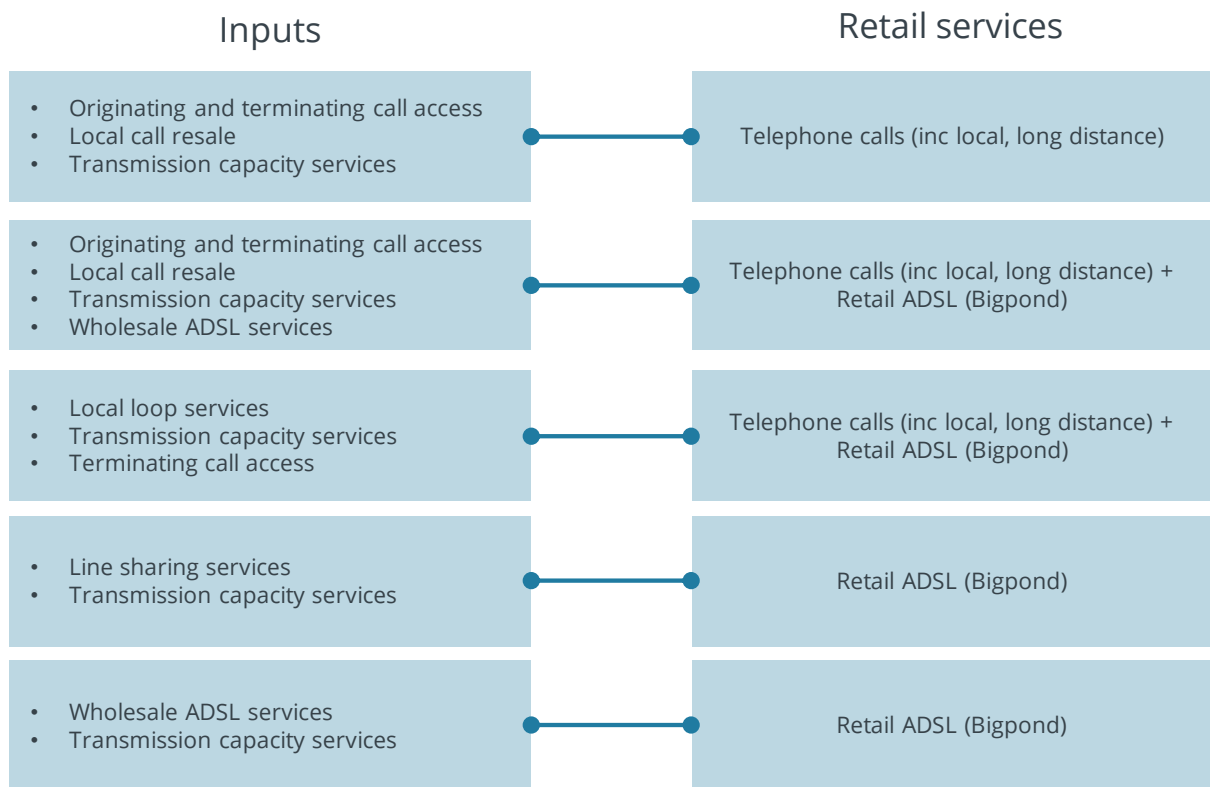 Inputs
Retail services
• Originating and terminating call access
• Local call resale
• Transmission capacity services
Telephone calls (inc local, long distance)
• Originating and terminating call access
• Local call resale
• Transmission capacity services
• Wholesale ADSL services
Telephone calls (inc local, long distance) +
Retail ADSL (Bigpond)
• Local loop services
• Transmission capacity services
• Terminating call access
Telephone calls (inc local, long distance) +
Retail ADSL (Bigpond)
• Line sharing services
• Transmission capacity services
Retail ADSL (Bigpond)
• Wholesale ADSL services
• Transmission capacity services
Retail ADSL (Bigpond)